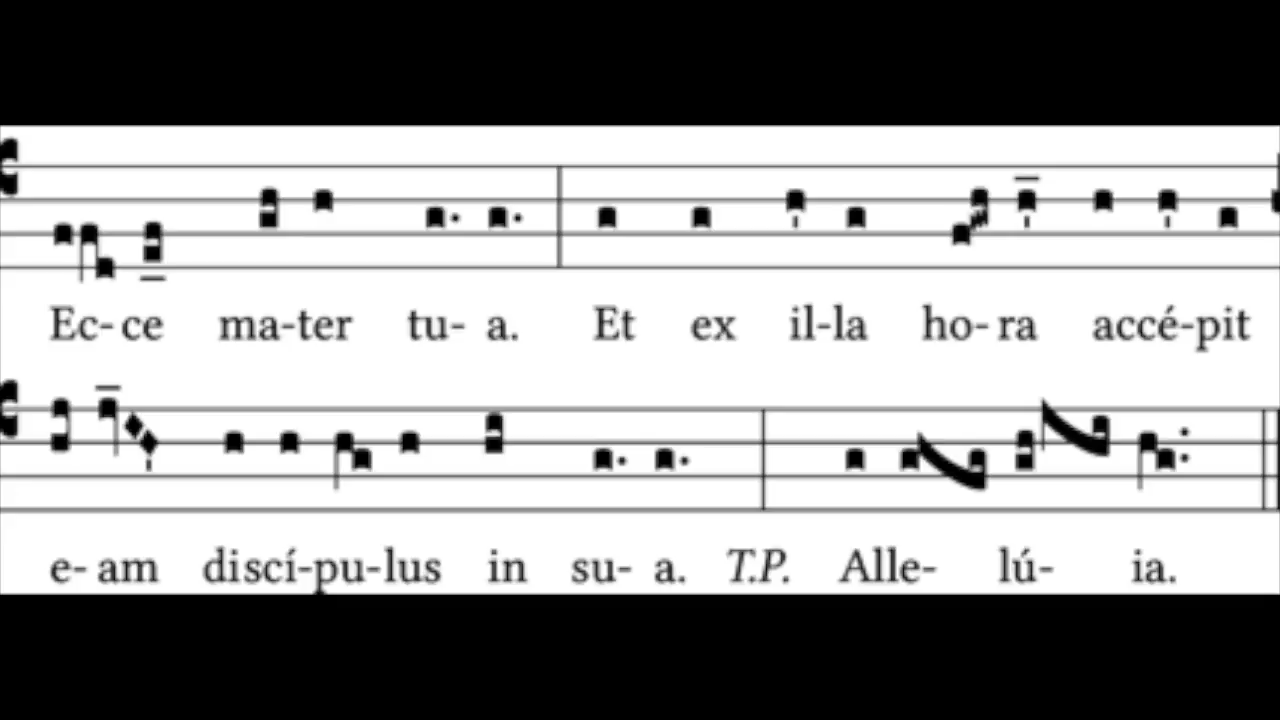 Ec- ce ma-ter tu- a. Et ex il-la ho- ra accé-pit
e- am discí-pu-lus in su- a. T.P. Alle- lú- ia.